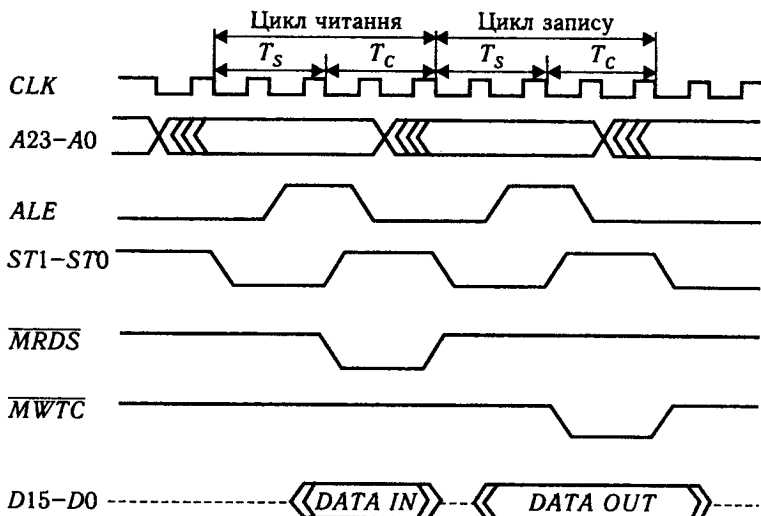 Цикл читання Цикл запису
T_S T_C T_S T_C
CLK
A23–A0
ALE
ST1–ST0
MRDS
MWTC
D15–D0 DATA IN DATA OUT